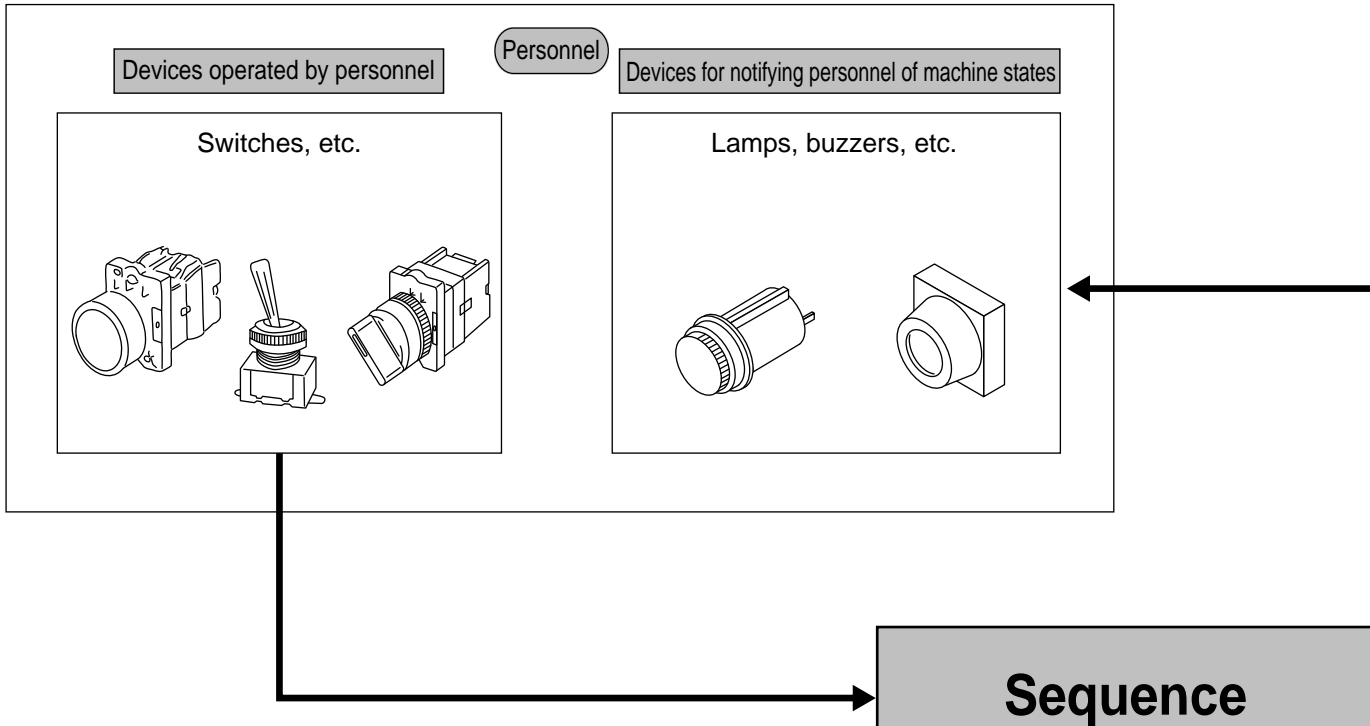 Personnel
Devices operated by personnel
Devices for notifying personnel of machine states
Switches, etc.
Lamps, buzzers, etc.
Sequence